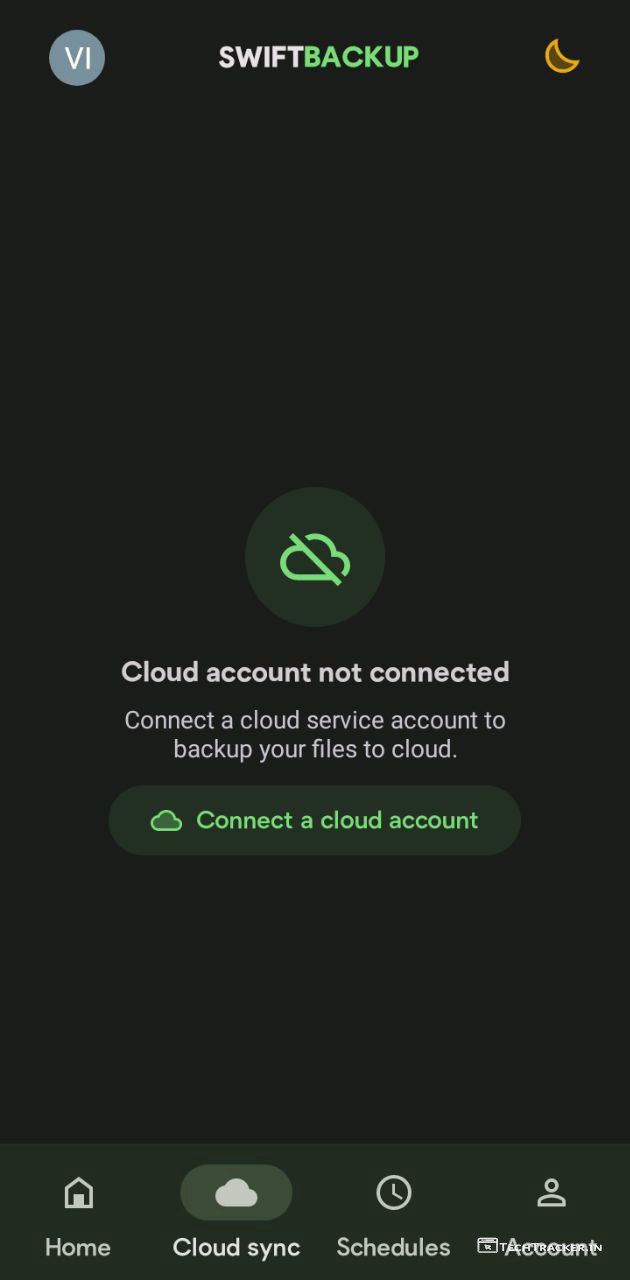 VI
SWIFTBACKUP
Cloud account not connected
Connect a cloud service account to
backup your files to cloud.
Connect a cloud account
Home
Cloud sync
Schedules
Account
TECHTRACKER.IN